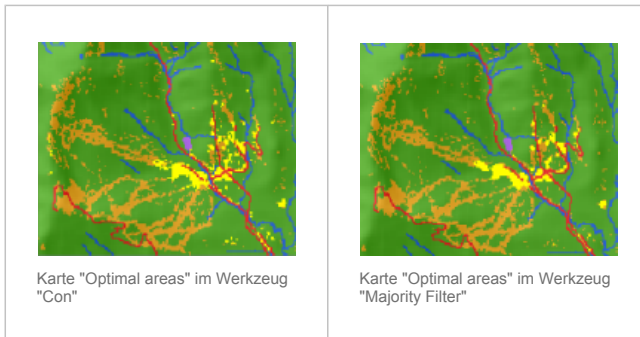 Karte "Optimal areas" im Werkzeug
"Con"
Karte "Optimal areas" im Werkzeug
"Majority Filter"